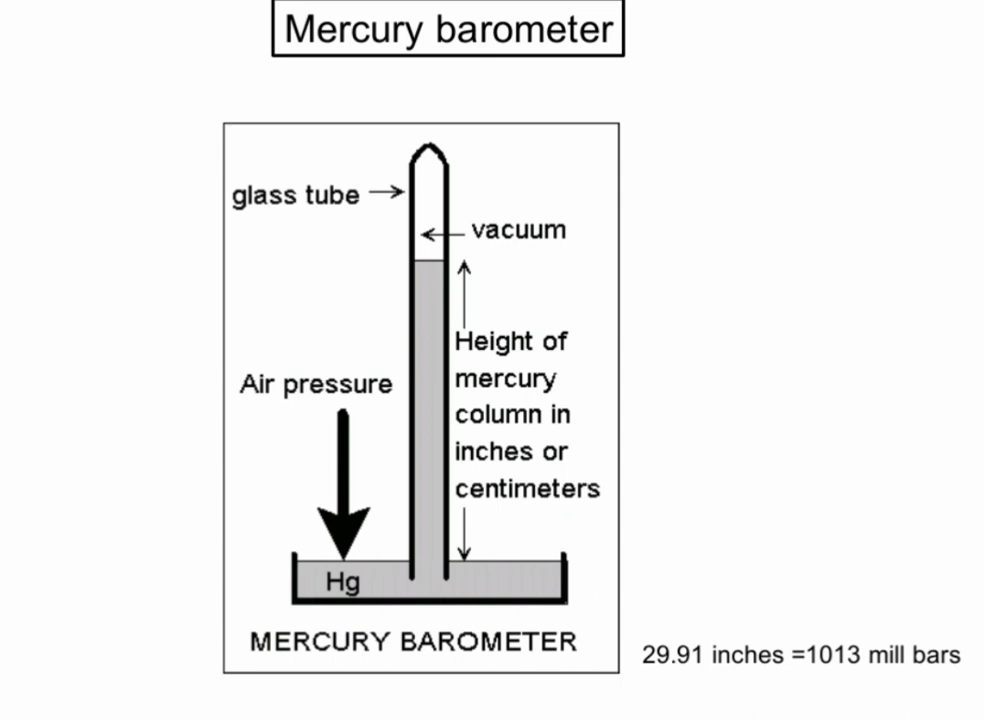 Mercury barometer
glass tube
vacuum
Height of
mercury
column in
inches or
centimeters
Air pressure
Hg
MERCURY BAROMETER
29.91 inches =1013 mill bars